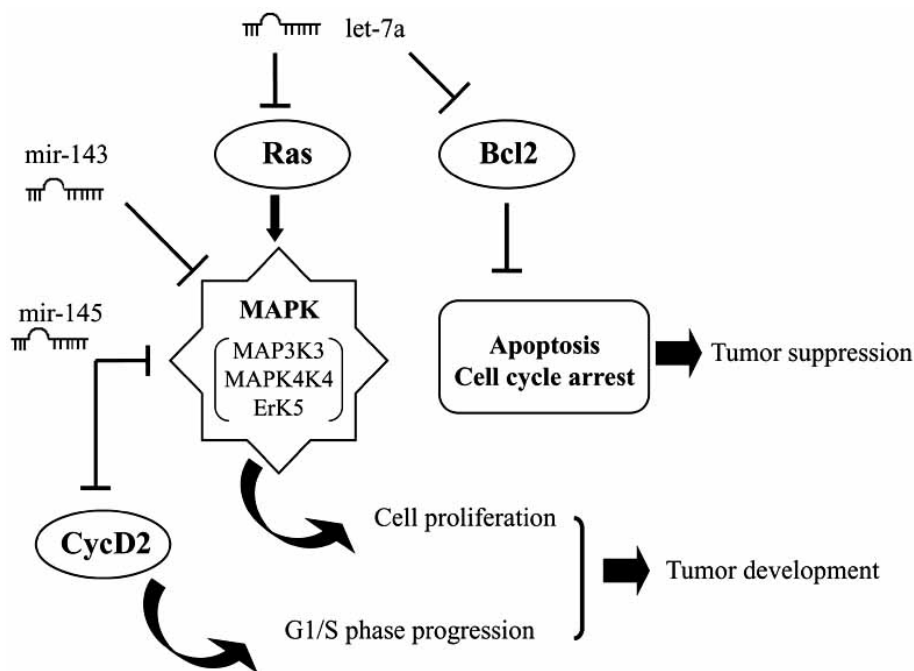 let-7a
Ras
Bcl2
mir-143
mir-145
MAPK
MAP3K3
MAPK4K4
ErK5
Apoptosis
Cell cycle arrest
Tumor suppression
Cell proliferation
CycD2
Tumor development
G1/S phase progression